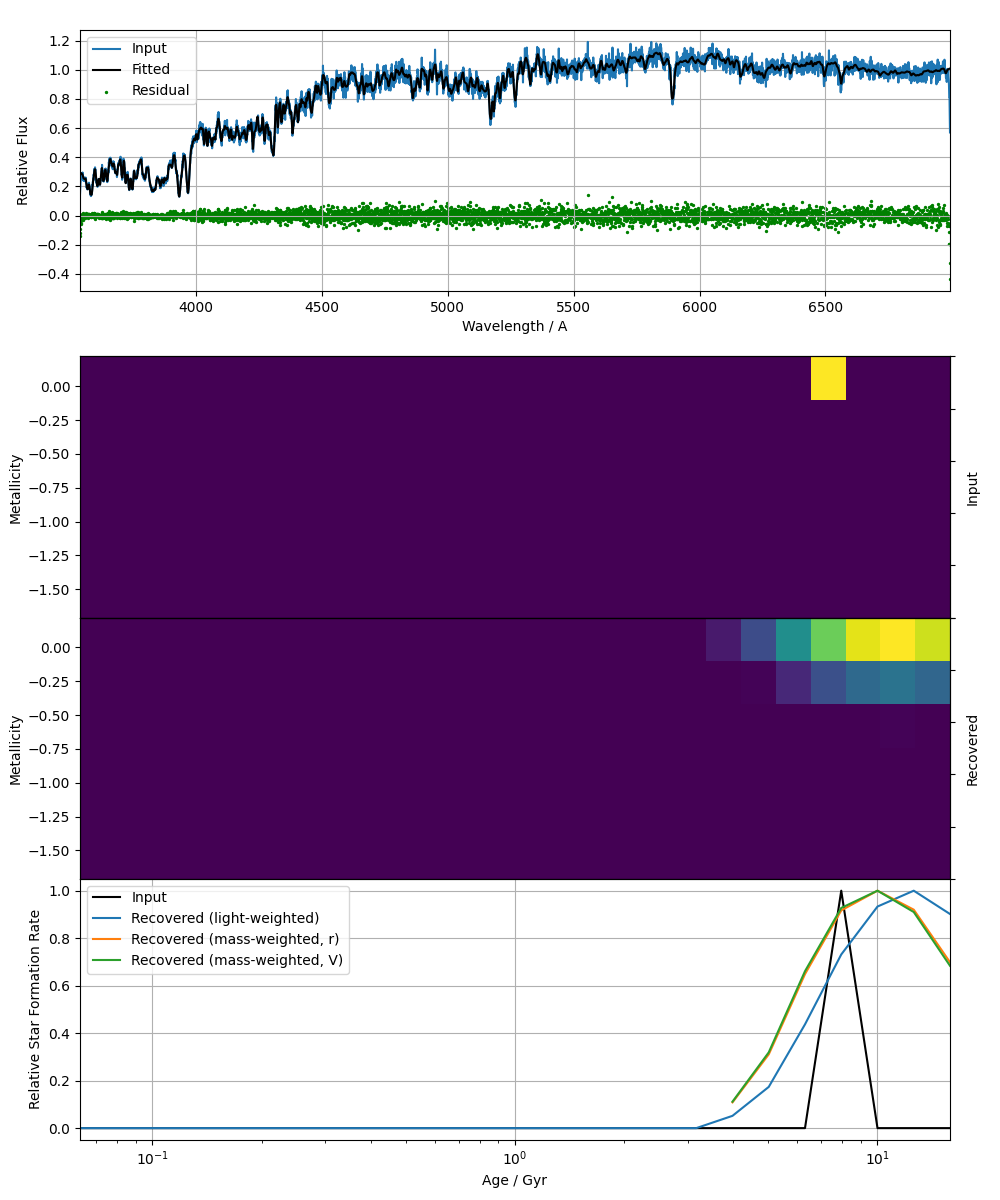 1.2
1.0
0.8
0.6
0.4
0.2
0.0
−0.2
−0.4
Relative Flux
Input
Fitted
Residual
4000
4500
5000
5500
6000
6500
Wavelength / A
0.00
−0.25
−0.50
−0.75
−1.00
−1.25
−1.50
Metallicity
Input
0.00
−0.25
−0.50
−0.75
−1.00
−1.25
−1.50
Metallicity
Recovered
1.0
0.8
0.6
0.4
0.2
0.0
Relative Star Formation Rate
Input
Recovered (light-weighted)
Recovered (mass-weighted, r)
Recovered (mass-weighted, V)
10⁻¹
10⁰
10¹
Age / Gyr